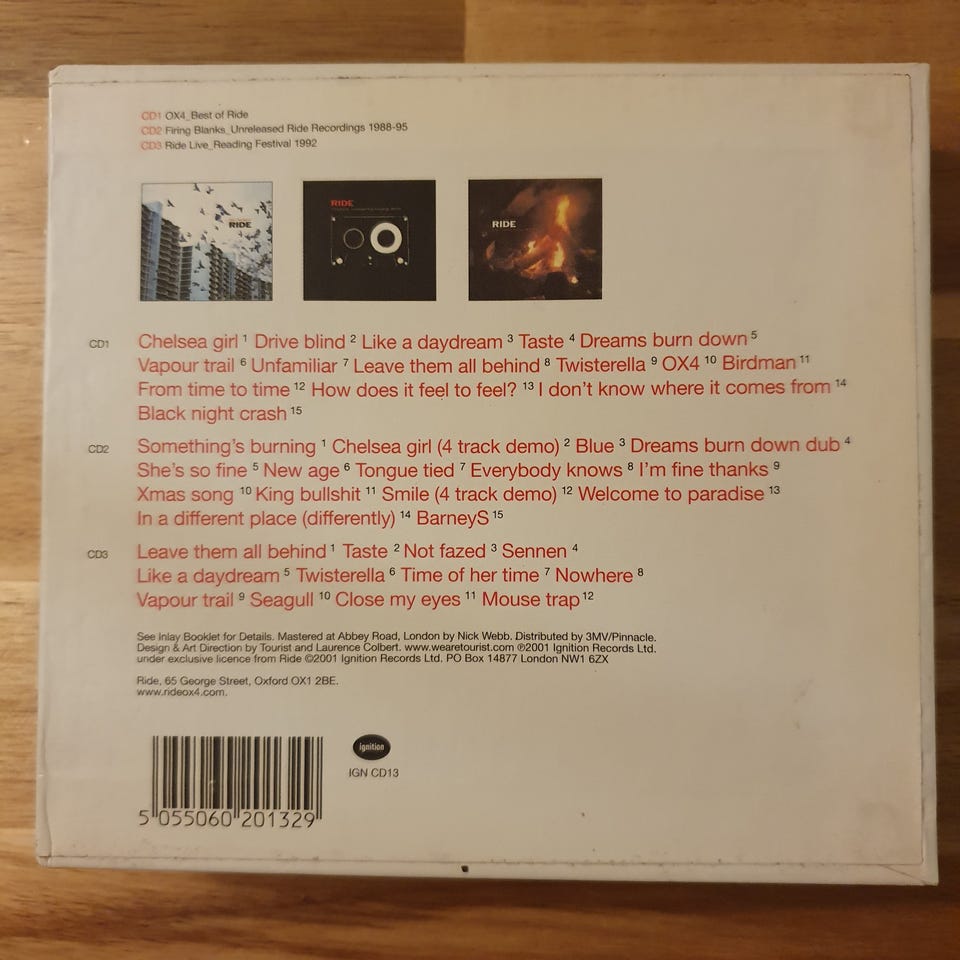 CD1 OX4_Best of Ride
CD2 Firing Blanks_Unreleased Ride Recordings 1988-95
CD3 Ride Live_Reading Festival 1992
RIDE
RIDE
RIDE
CD1 Chelsea girl 1 Drive blind 2 Like a daydream 3 Taste 4 Dreams burn down 5
Vapour trail 6 Unfamiliar 7 Leave them all behind 8 Twisterella 9 OX4 10 Birdman 11
From time to time 12 How does it feel to feel? 13 I don't know where it comes from 14
Black night crash 15
CD2 Something's burning 1 Chelsea girl (4 track demo) 2 Blue 3 Dreams burn down dub 4
She's so fine 5 New age 6 Tongue tied 7 Everybody knows 8 I'm fine thanks 9
Xmas song 10 King bullshit 11 Smile (4 track demo) 12 Welcome to paradise 13
In a different place (differently) 14 BarneyS 15
CD3 Leave them all behind 1 Taste 2 Not fazed 3 Sennen 4
Like a daydream 5 Twisterella 6 Time of her time 7 Nowhere 8
Vapour trail 9 Seagull 10 Close my eyes 11 Mouse trap 12
See Inlay Booklet for Details. Mastered at Abbey Road, London by Nick Webb. Distributed by 3MV/Pinnacle.
Design & Art Direction by Tourist and Laurence Colbert. www.wearetourist.com ℗2001 Ignition Records Ltd.
under exclusive licence from Ride ©2001 Ignition Records Ltd. PO Box 14877 London NW1 6ZX
Ride, 65 George Street, Oxford OX1 2BE.
www.rideox4.com.
ignition
IGN CD13
5 055060 201329